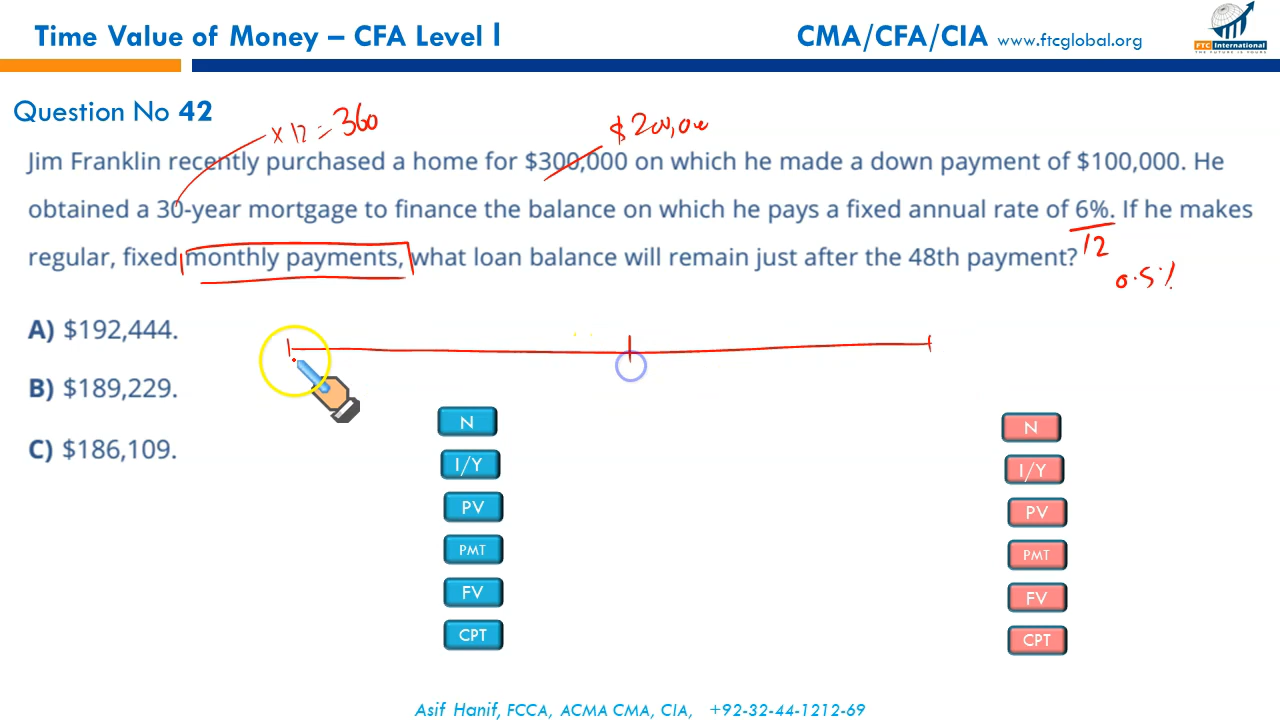 Time Value of Money – CFA Level I
CMA/CFA/CIA www.ftcglobal.org
FTC International
THE FUTURE IS YOURS
Question No 42
x 12 = 360
$200,000
Jim Franklin recently purchased a home for $300,000 on which he made a down payment of $100,000. He
obtained a 30-year mortgage to finance the balance on which he pays a fixed annual rate of 6%. If he makes
regular, fixed monthly payments, what loan balance will remain just after the 48th payment?
12
0.5%
A) $192,444.
B) $189,229.
C) $186,109.
N
I/Y
PV
PMT
FV
CPT
N
I/Y
PV
PMT
FV
CPT
Asif Hanif, FCCA, ACMA CMA, CIA, +92-32-44-1212-69